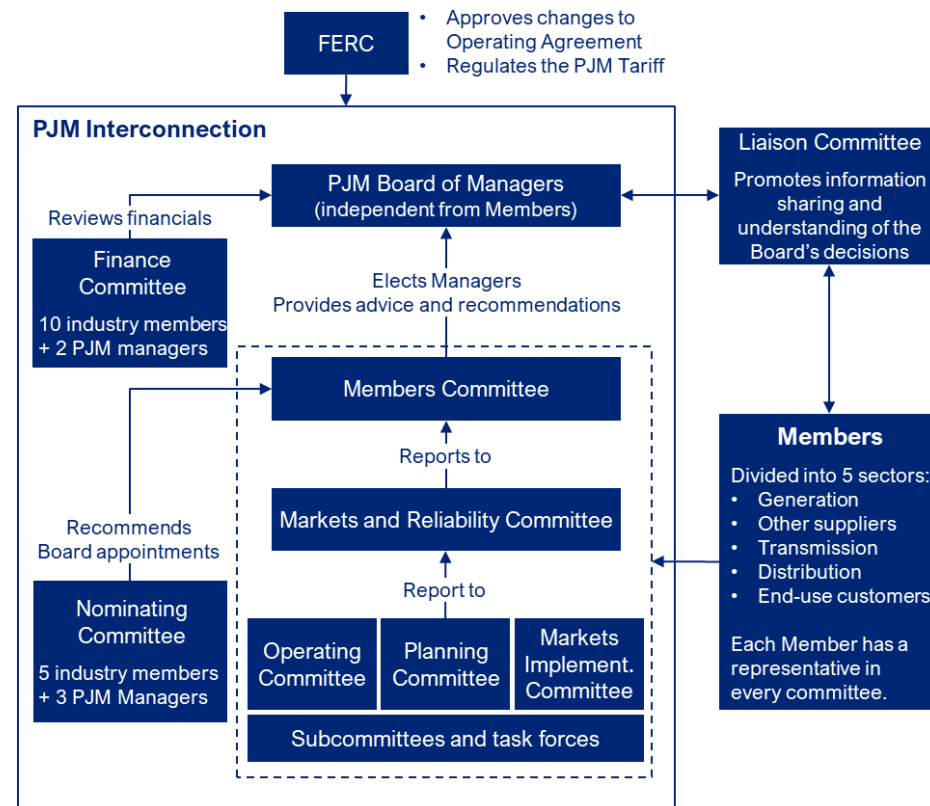 FERC
• Approves changes to
Operating Agreement
• Regulates the PJM Tariff
PJM Interconnection
PJM Board of Managers
(independent from Members)
Liaison Committee
Promotes information
sharing and
understanding of the
Board's decisions
Reviews financials
Finance
Committee
10 industry members
+ 2 PJM managers
Elects Managers
Provides advice and recommendations
Members Committee
Reports to
Markets and Reliability Committee
Report to
Recommends
Board appointments
Nominating
Committee
5 industry members
+ 3 PJM Managers
Operating
Committee
Planning
Committee
Markets
Implement.
Committee
Subcommittees and task forces
Members
Divided into 5 sectors:
• Generation
• Other suppliers
• Transmission
• Distribution
• End-use customers
Each Member has a
representative in
every committee.